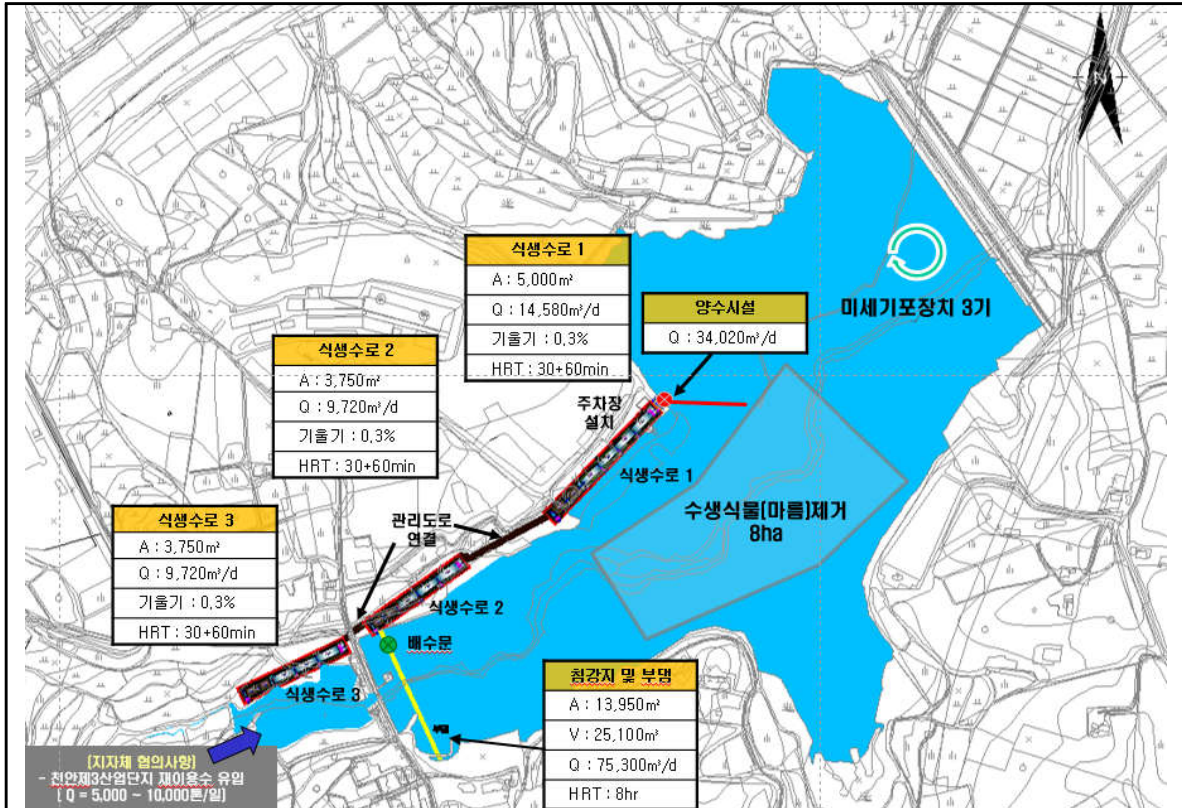 N
식생수로 1
A : 5,000m²
Q : 14,580m³/d
기울기 : 0,3%
HRT : 30+60min
양수시설
Q : 34,020m³/d
미세기포장치 3기
식생수로 2
A : 3,750m²
Q : 9,720m³/d
기울기 : 0,3%
HRT : 30+60min
주차장
설치
식생수로 1
수생식물(마름)제거
8ha
식생수로 3
A : 3,750m²
Q : 9,720m³/d
기울기 : 0,3%
HRT : 30+60min
관리도로
연결
식생수로 2
배수문
식생수로 3
침강지 및 부댐
A : 13,950m²
V : 25,100m³
Q : 75,300m³/d
HRT : 8hr
[지자체 협의사항]
- 천안제3산업단지 재이용수 유입
[ Q = 5,000 ~ 10,000톤/일]